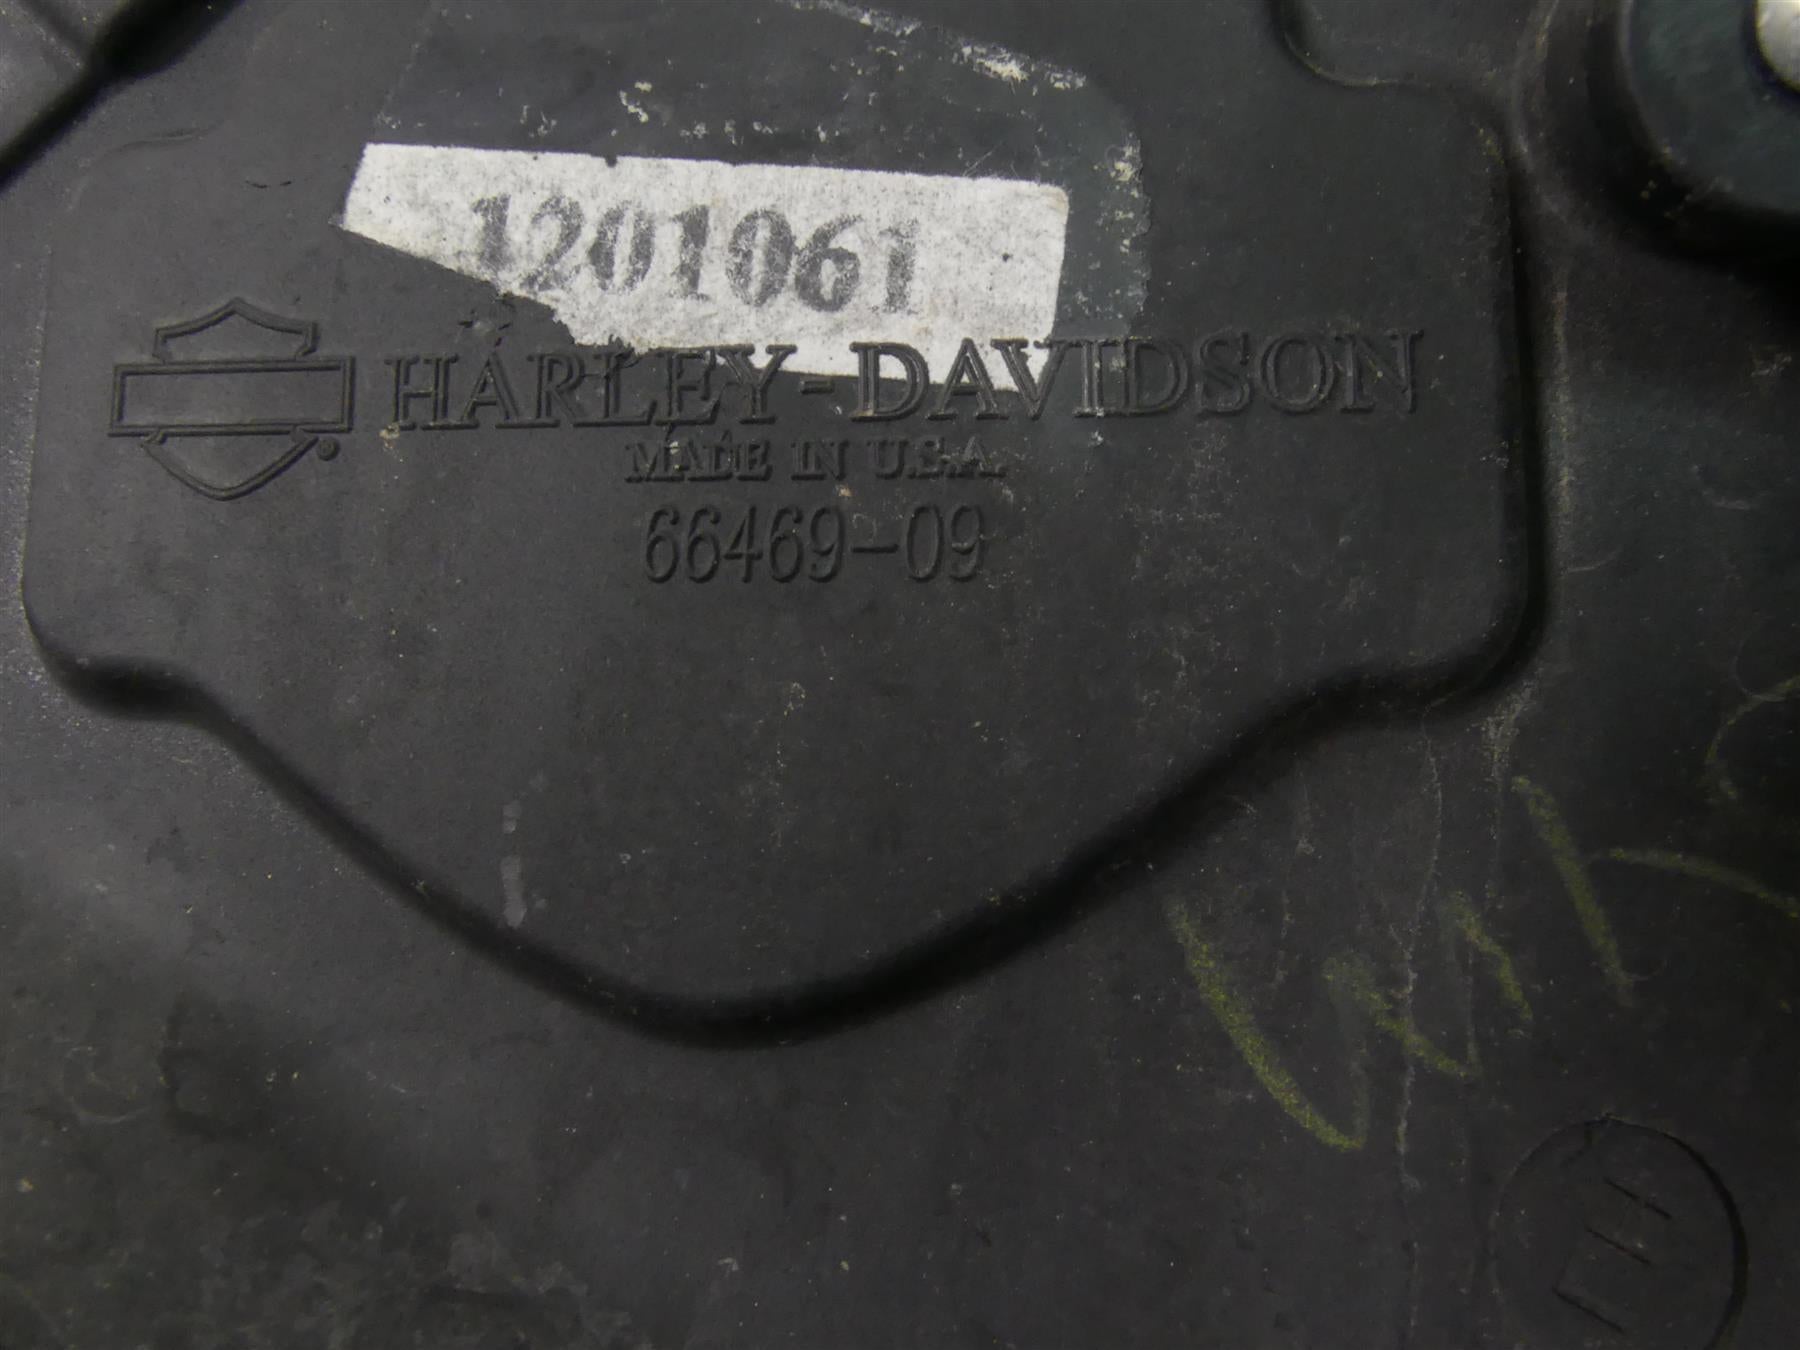 1201061
HARLEY-DAVIDSON
MADE IN U.S.A.
66469-09